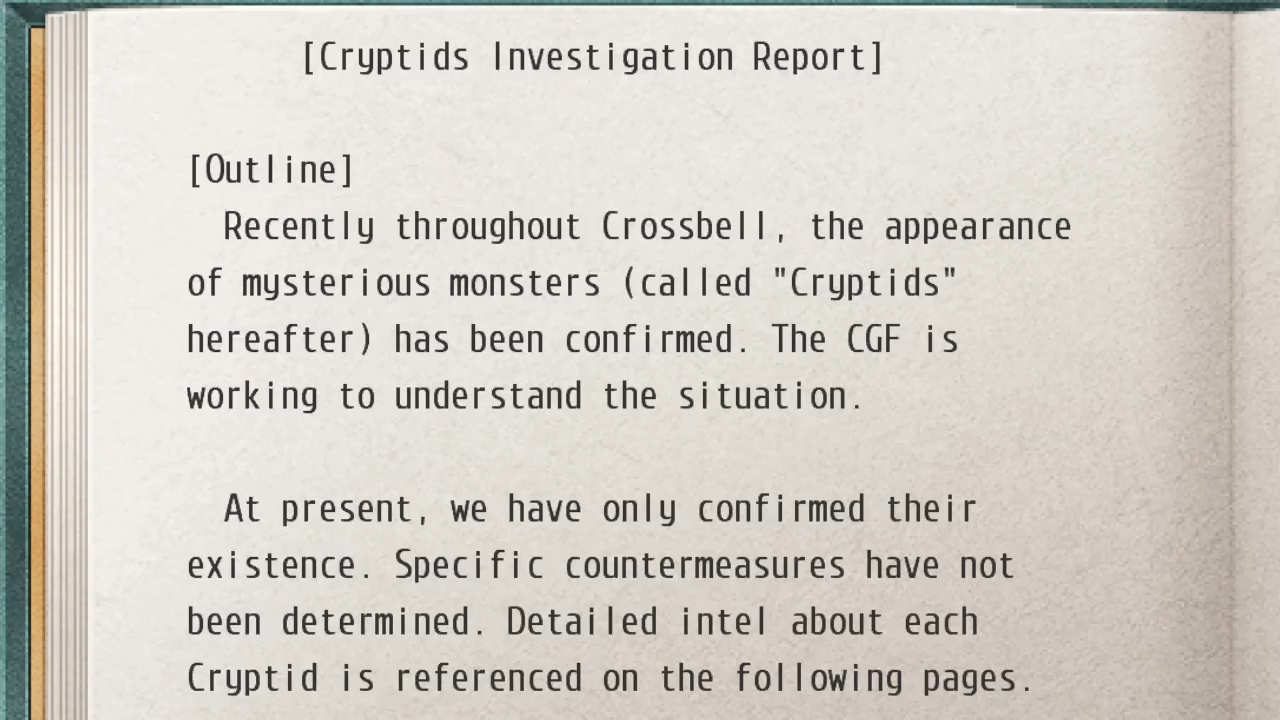 [Cryptids Investigation Report]
[Outline]
Recently throughout Crossbell, the appearance
of mysterious monsters (called "Cryptids"
hereafter) has been confirmed. The CGF is
working to understand the situation.
At present, we have only confirmed their
existence. Specific countermeasures have not
been determined. Detailed intel about each
Cryptid is referenced on the following pages.